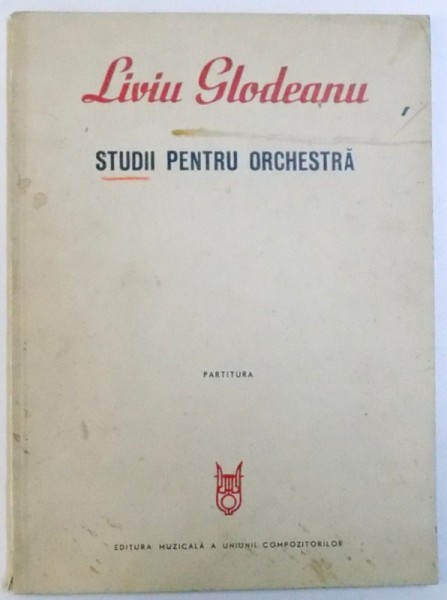 Liviu Glodeanu
STUDII PENTRU ORCHESTRĂ
PARTITURA
EDITURA MUZICALĂ A UNIUNII COMPOZITORILOR